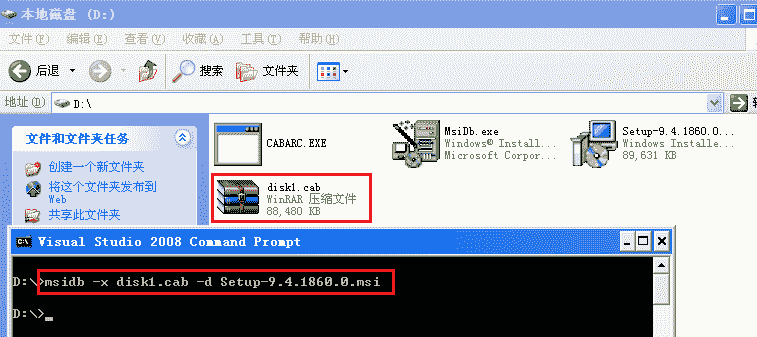 本地磁盘 (D:)
文件(F) 编辑(E) 查看(V) 收藏(A) 工具(T) 帮助(H)
后退 搜索 文件夹
地址(D) D:\
文件和文件夹任务
创建一个新文件夹
将这个文件夹发布到
Web
共享此文件夹
CABARC.EXE
MsiDb.exe
Windows® Install...
Microsoft Corpor...
Setup-9.4.1860.0...
Windows Installe...
89,631 KB
disk1.cab
WinRAR 压缩文件
88,480 KB
Visual Studio 2008 Command Prompt
D:\>msidb -x disk1.cab -d Setup-9.4.1860.0.msi
D:\>_